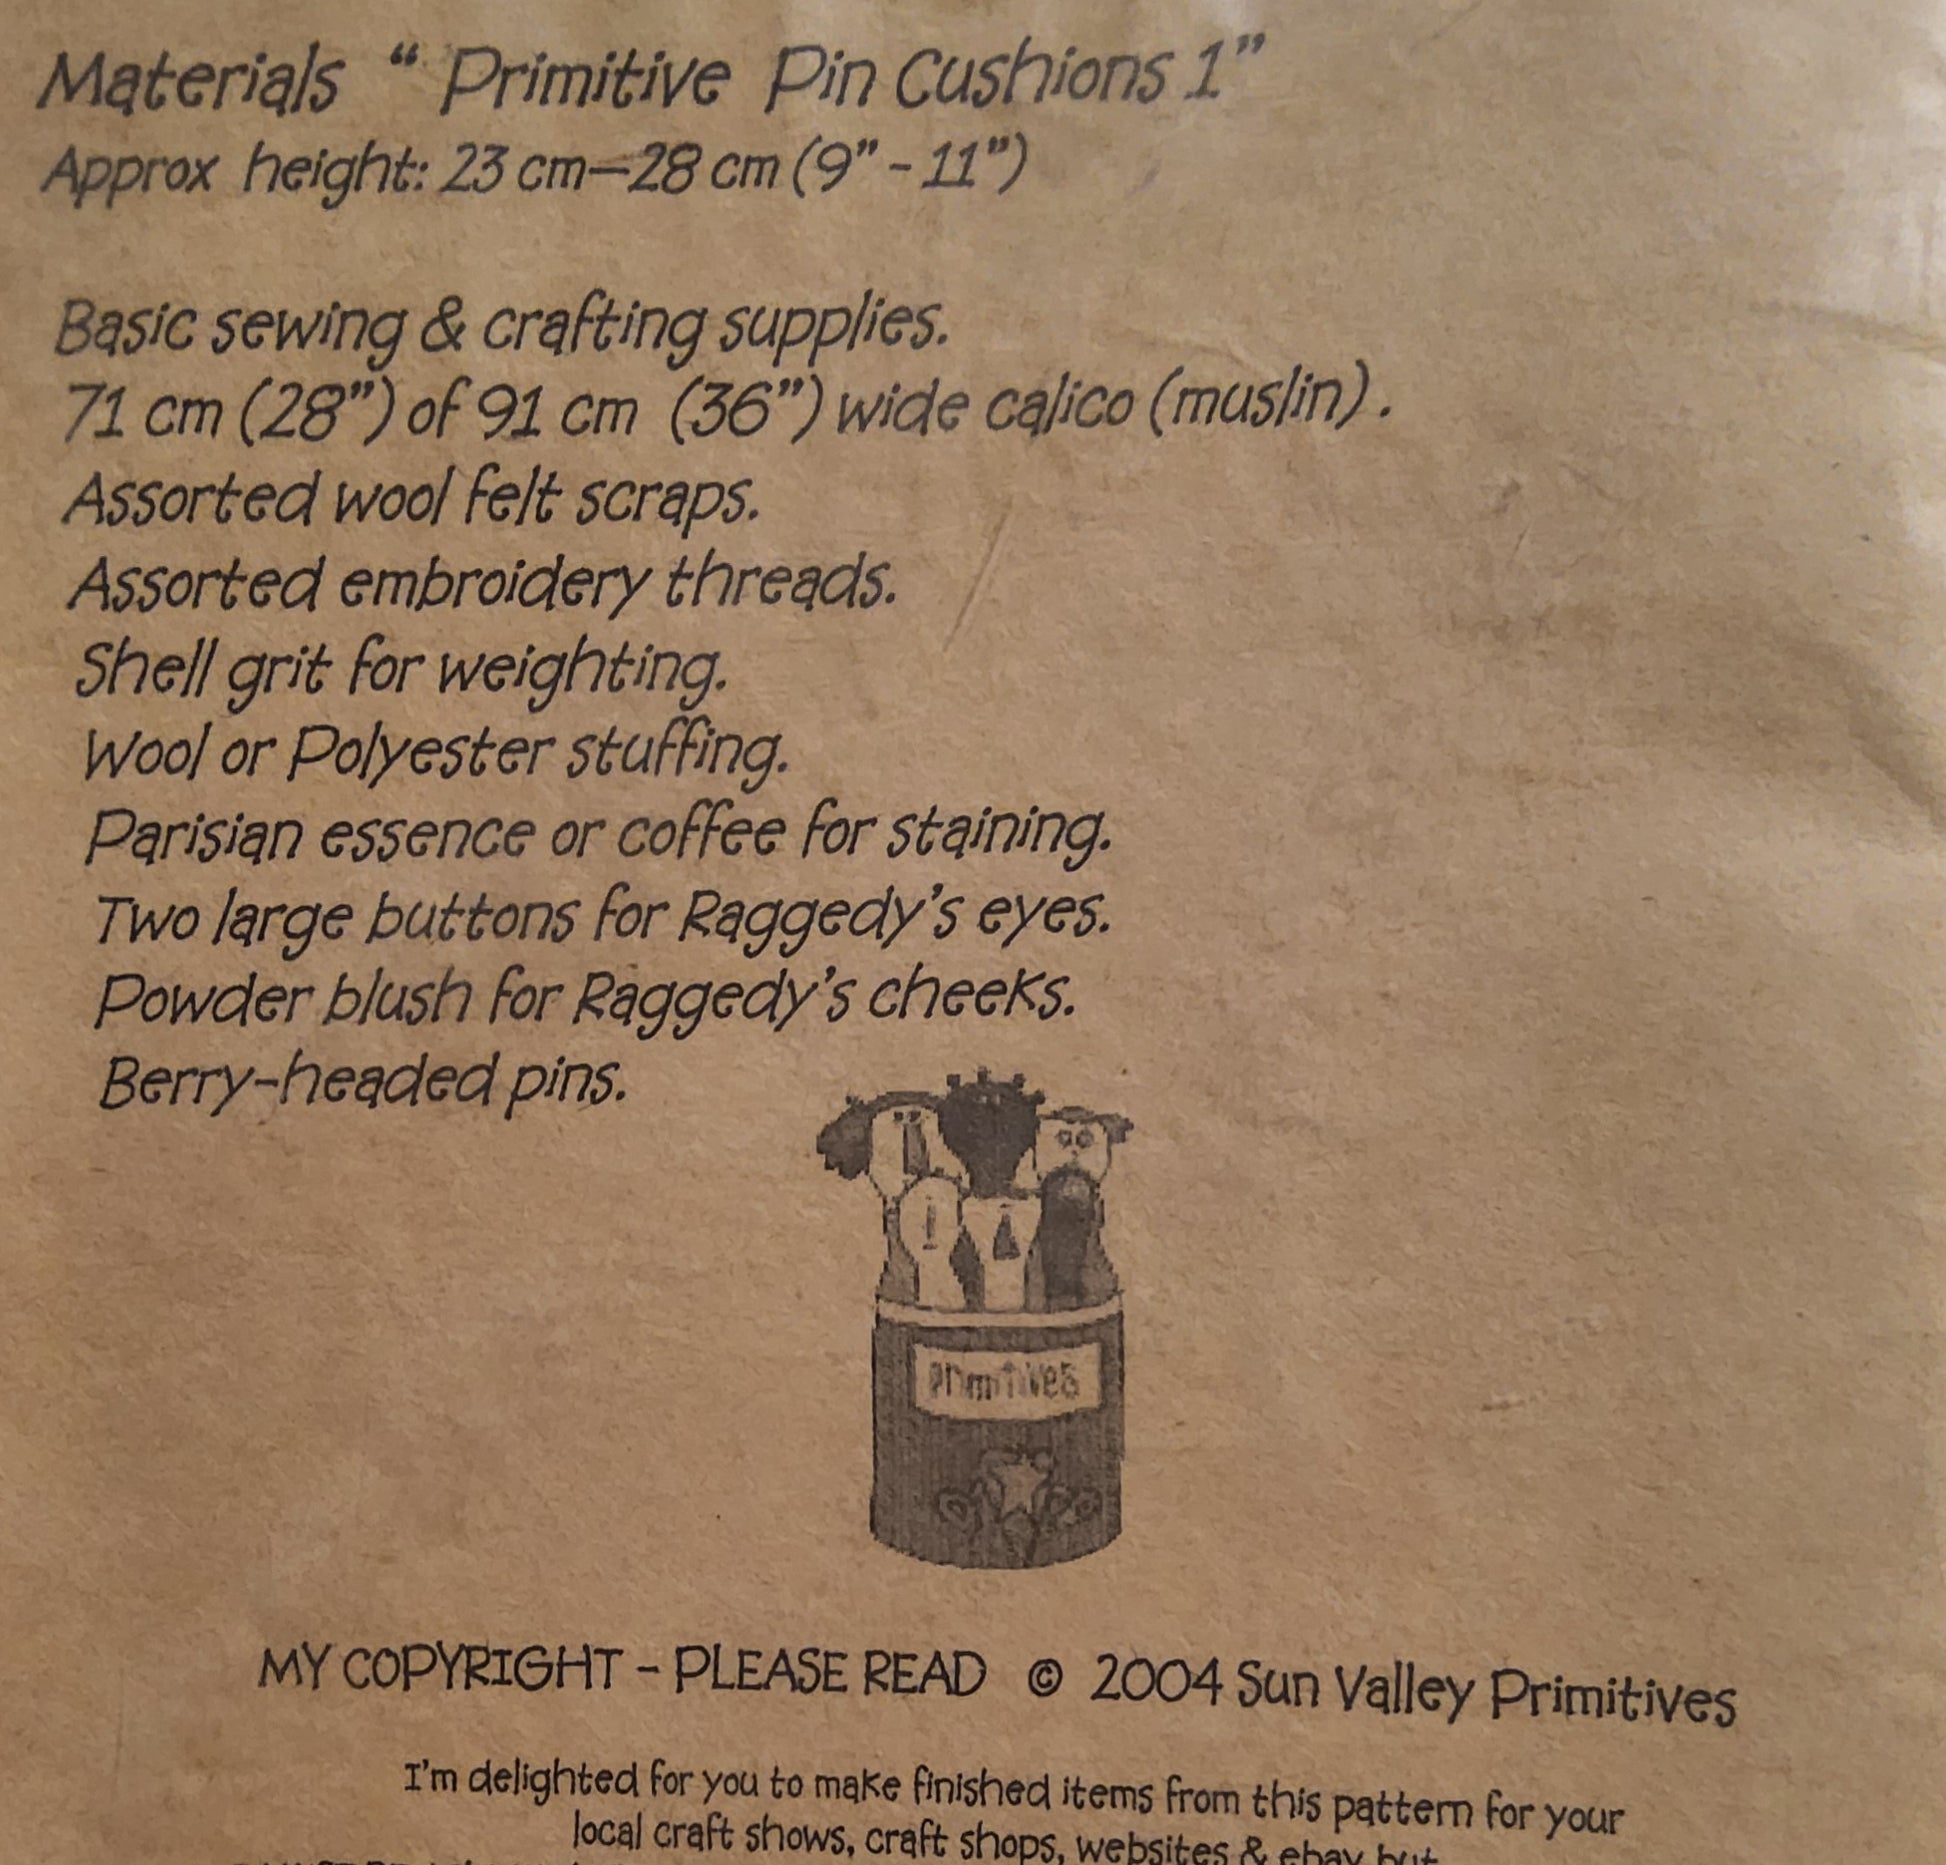 Materials “ Primitive Pin Cushions 1”
Approx height: 23 cm—28 cm (9” - 11”)
Basic sewing & crafting supplies.
71 cm (28”) of 91 cm (36”) wide calico (muslin) .
Assorted wool felt scraps.
Assorted embroidery threads.
Shell grit for weighting.
Wool or Polyester stuffing.
Parisian essence or coffee for staining.
Two large buttons for Raggedy’s eyes.
Powder blush for Raggedy’s cheeks.
Berry-headed pins.
Primitives
MY COPYRIGHT - PLEASE READ © 2004 Sun Valley Primitives
I’m delighted for you to make finished items from this pattern for your
local craft shows, craft shops, websites & ebay but